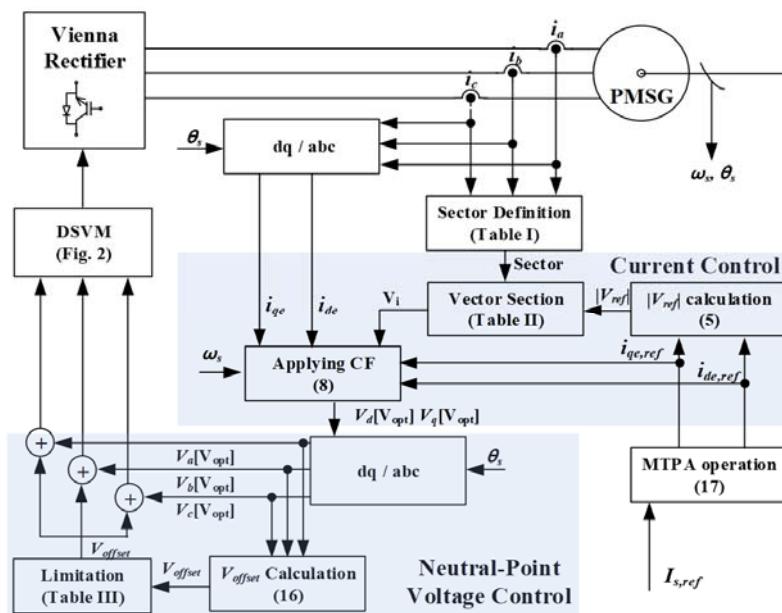 Vienna
Rectifier
i_a
i_b
i_c
PMSG
θ_s
dq / abc
ω_s, θ_s
DSVM
(Fig. 2)
Sector Definition
(Table I)
Sector
Current Control
i_qe
i_de
V_i
Vector Section
(Table II)
|V_ref|
|V_ref| calculation
(5)
ω_s
Applying CF
(8)
i_qe,ref
i_de,ref
V_d[V_opt] V_q[V_opt]
+
+
+
V_a[V_opt]
V_b[V_opt]
V_c[V_opt]
dq / abc
θ_s
MTPA operation
(17)
V_offset
Limitation
(Table III)
V_offset
V_offset Calculation
(16)
Neutral-Point
Voltage Control
I_s,ref